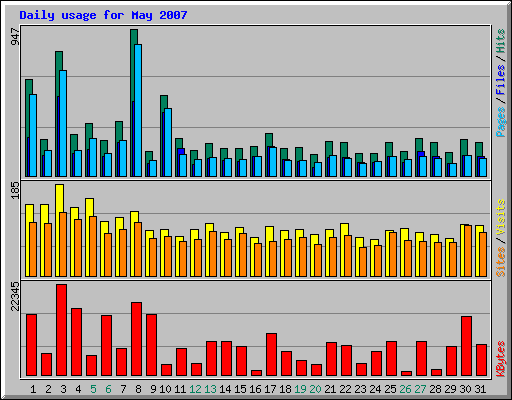 Daily usage for May 2007
947
Pages / Files / Hits
185
Sites / Visits
22345
KBytes
1 2 3 4 5 6 7 8 9 10 11 12 13 14 15 16 17 18 19 20 21 22 23 24 25 26 27 28 29 30 31